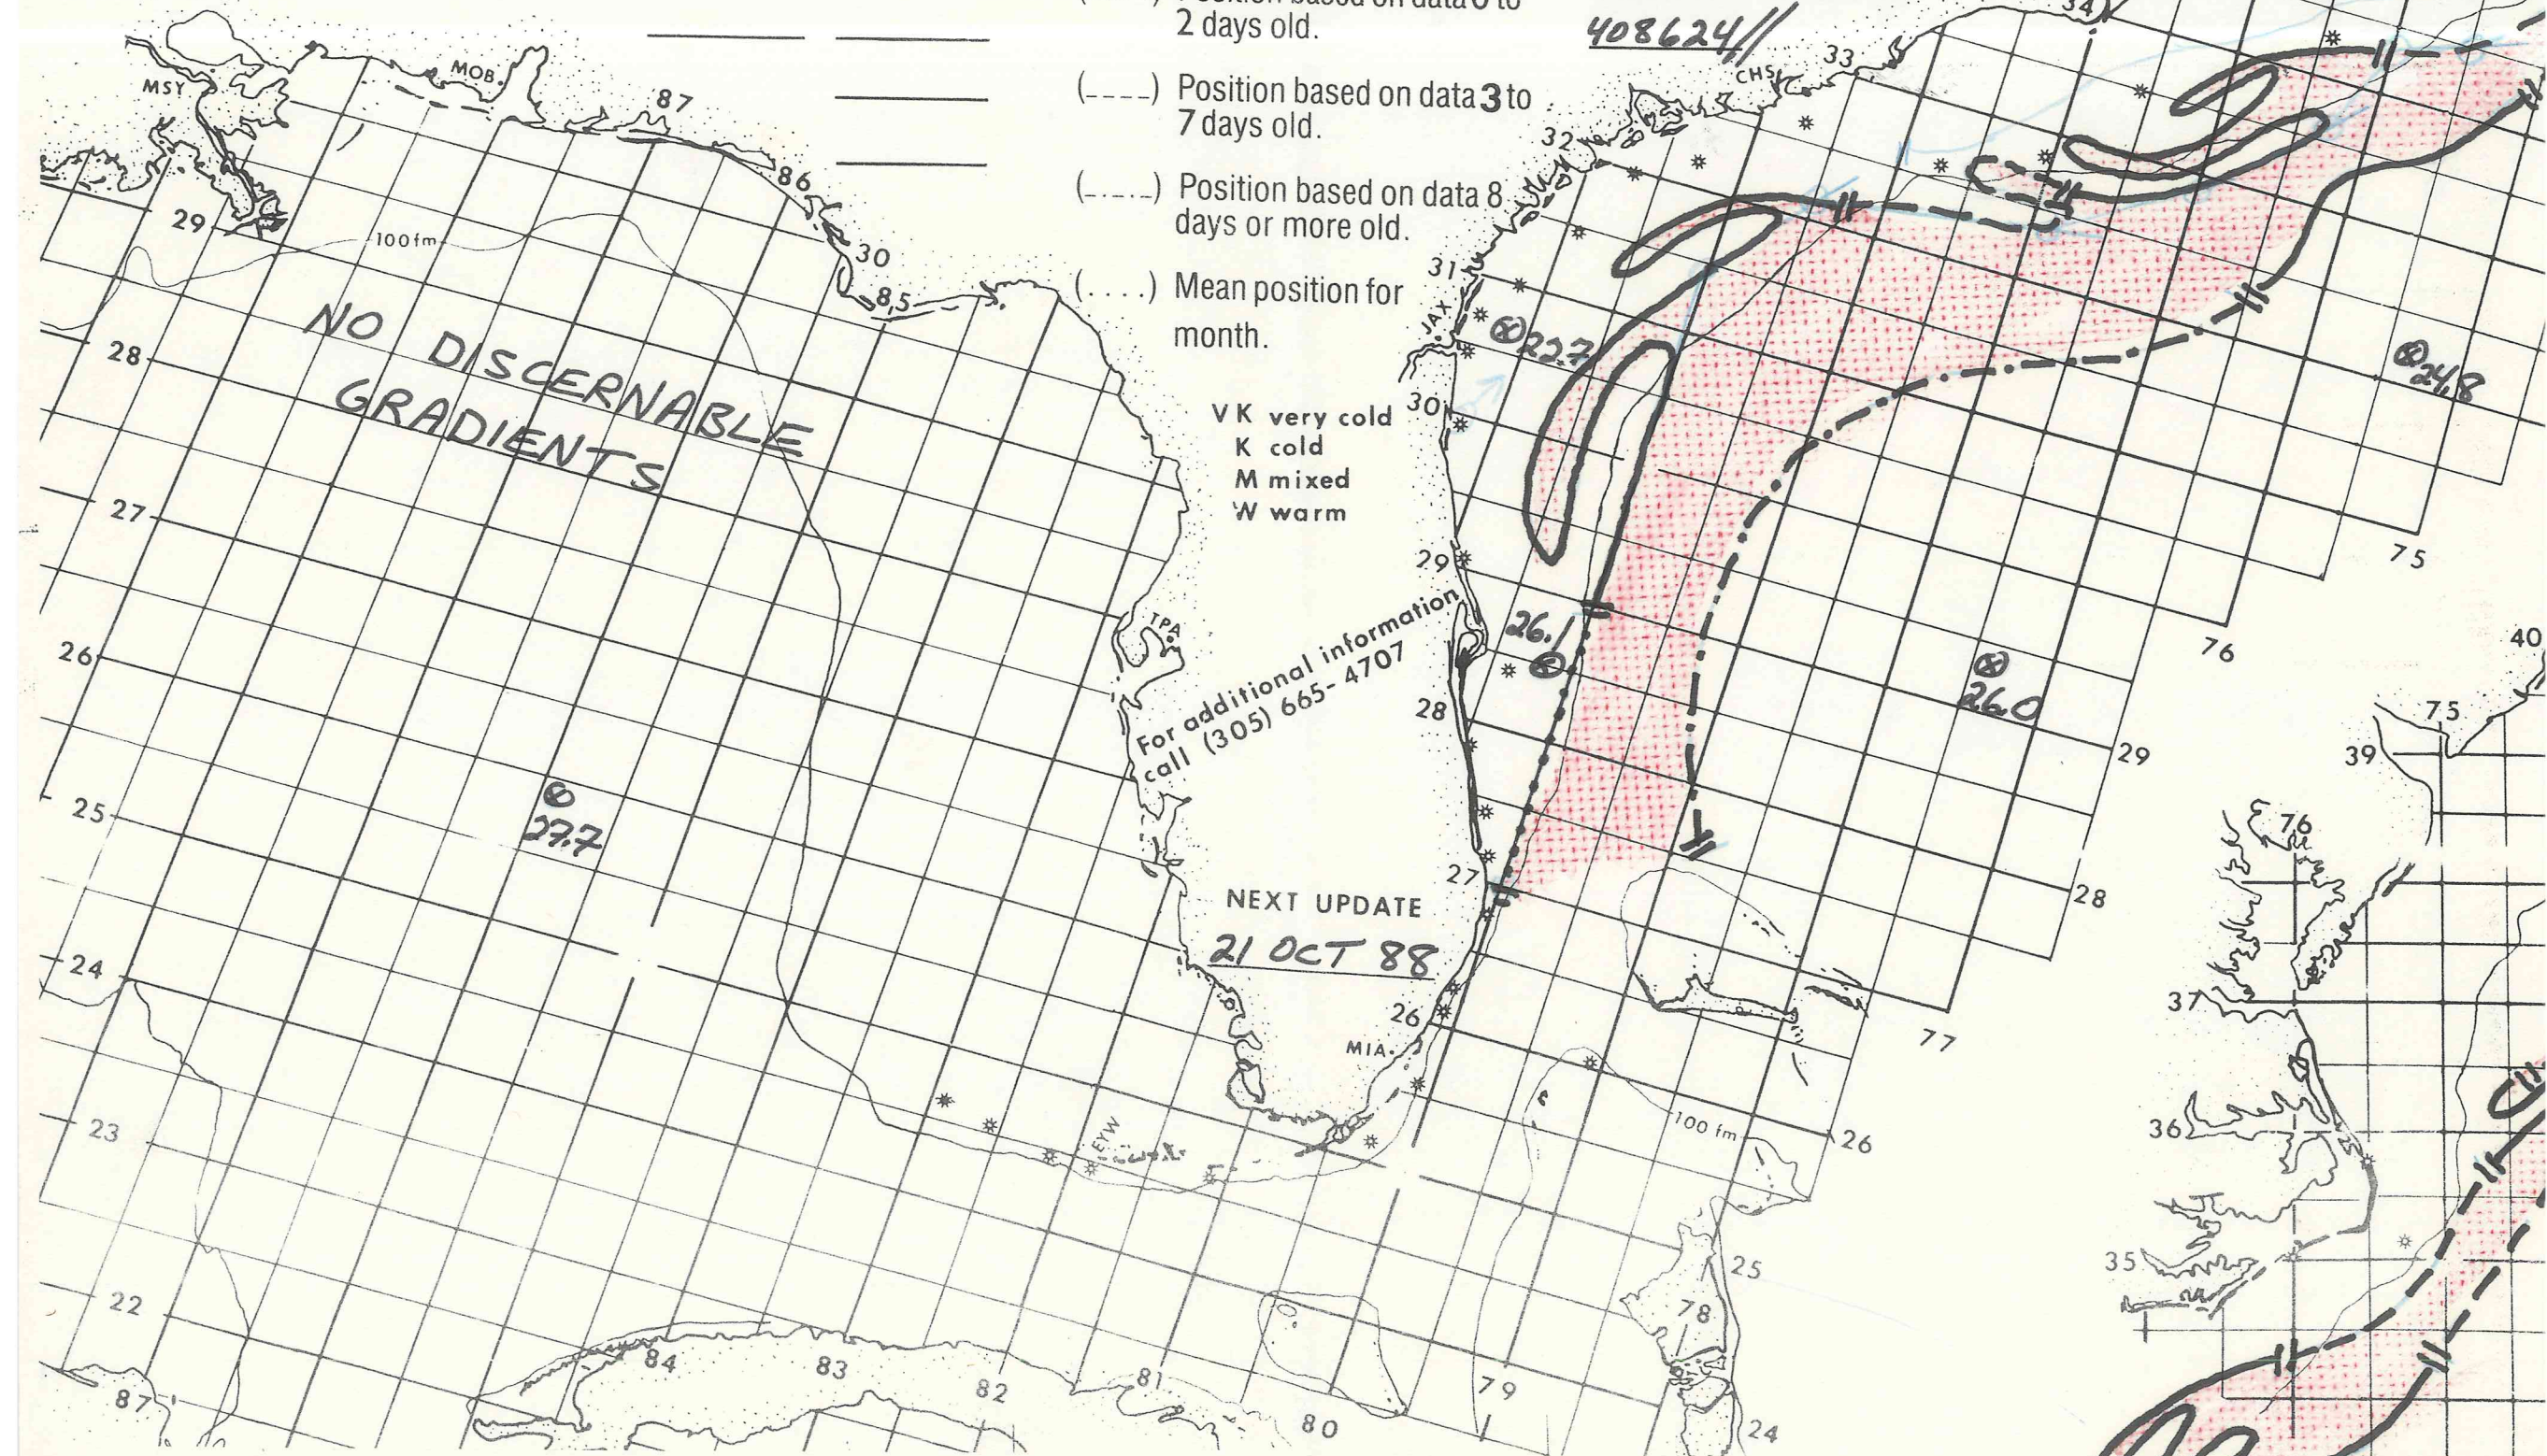 2 days old.
(----) Position based on data 3 to
7 days old.
(-.-.-) Position based on data 8
days or more old.
(....) Mean position for
month.
408624//
34
33
CHS
32
31
JAX
30
29
28
27
26
MSY
MOB
87
86
30
85
29
100fm
28
27
26
25
24
23
22
NO DISCERNABLE
GRADIENTS
VK very cold
K cold
M mixed
W warm
TPA
For additional information
call (305) 665-4707
NEXT UPDATE
21 OCT 88
MIA
EYW
22.7
24.8
26.1
26.0
27.7
75
76
29
28
77
26
100 fm
25
78
24
87
84
83
82
81
80
79
40
75
39
76
37
36
35